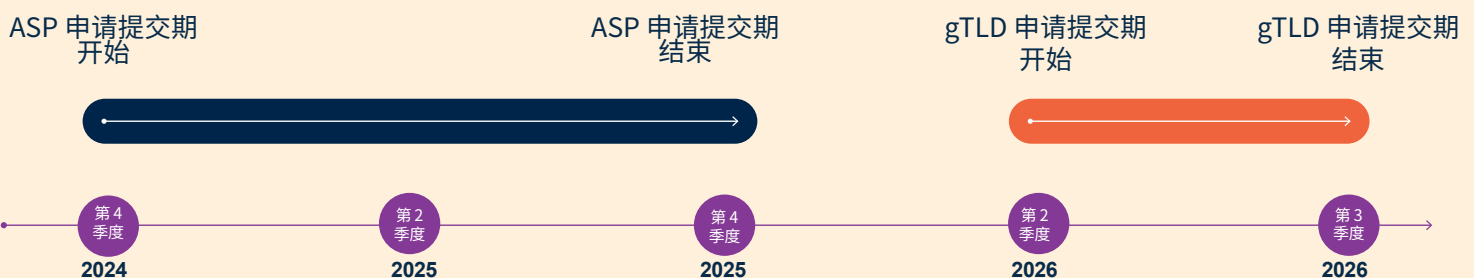 ASP 申请提交期
开始
ASP 申请提交期
结束
gTLD 申请提交期
开始
gTLD 申请提交期
结束
第 4
季度
2024
第 2
季度
2025
第 4
季度
2025
第 2
季度
2026
第 3
季度
2026